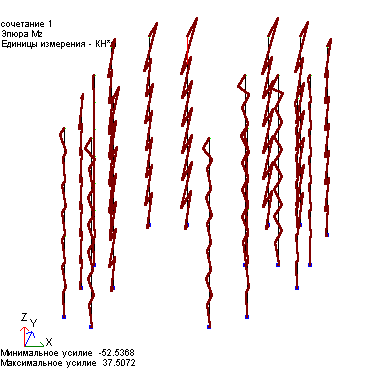 сочетание 1
Эпюра Mz
Единицы измерения - КН*
Z
Y
X
Минимальное усилие -52.5368
Максимальное усилие 37.5072